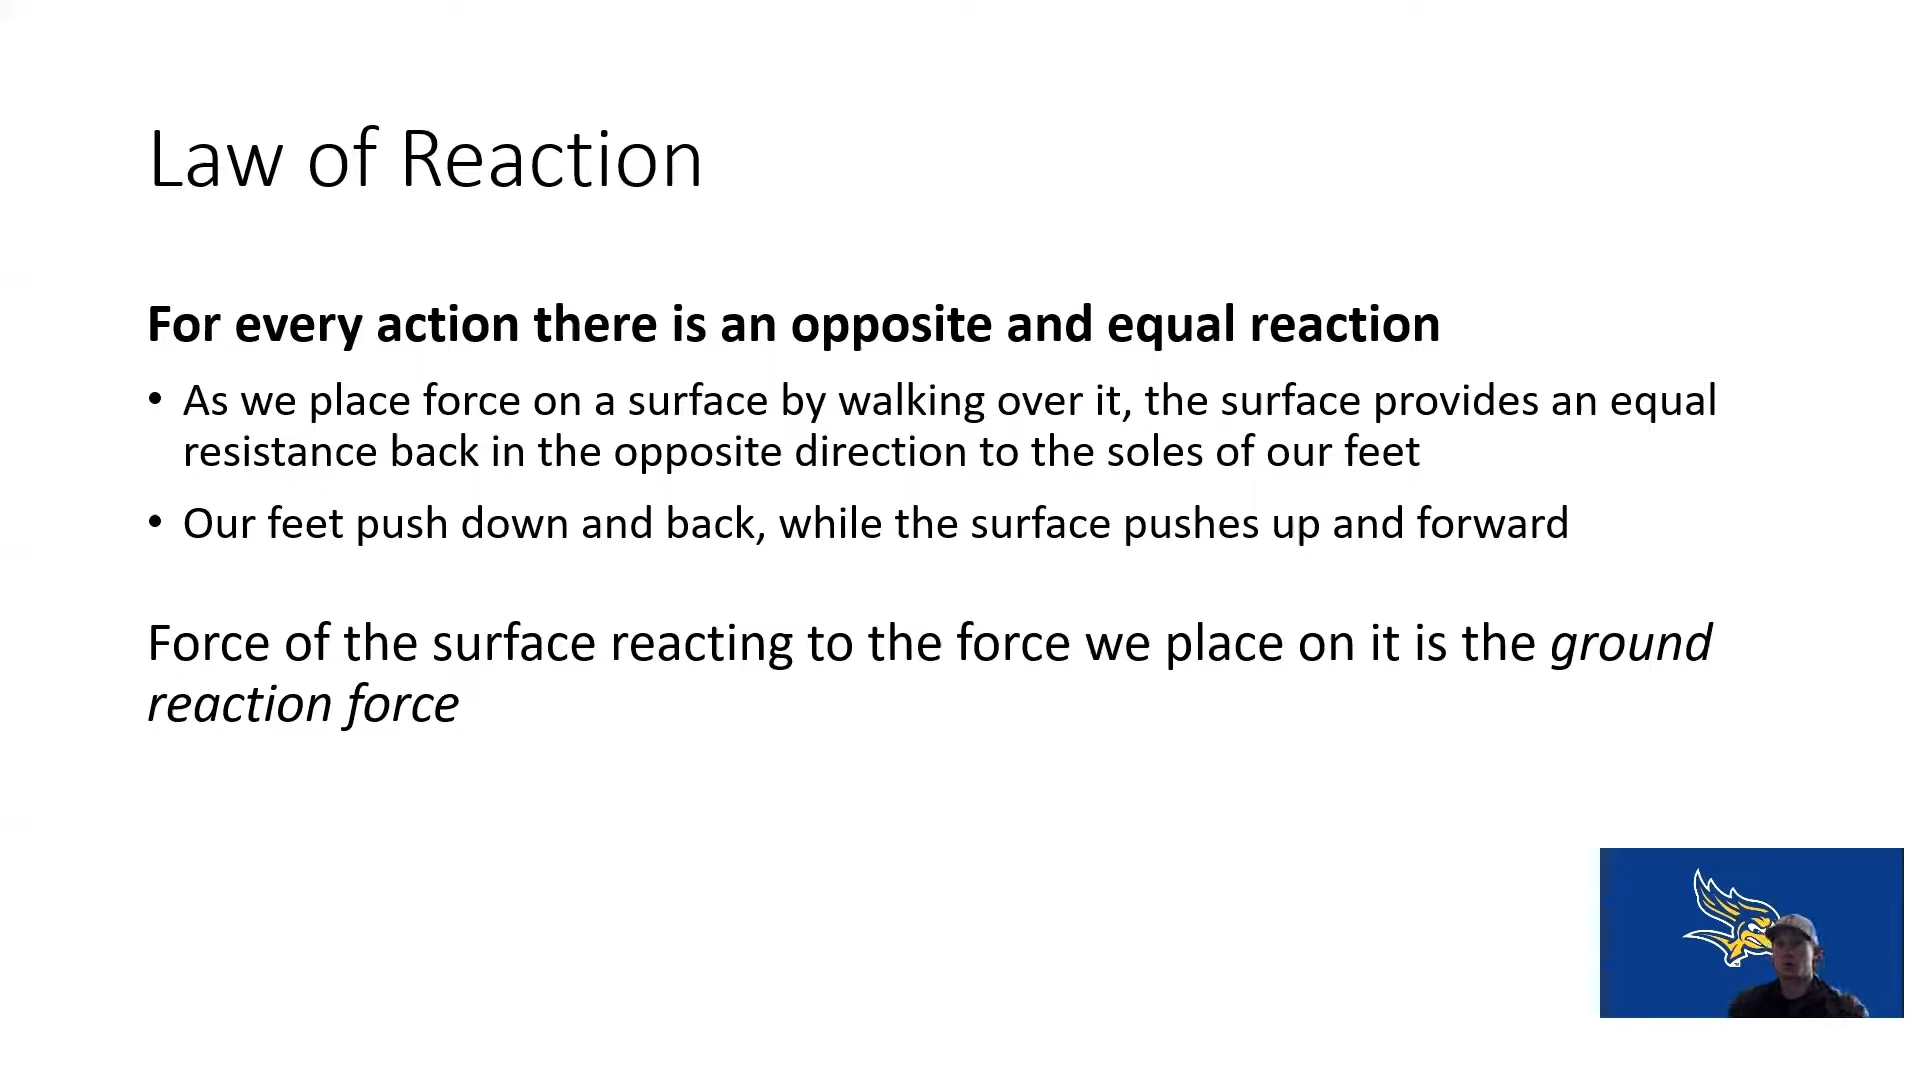 Law of Reaction
For every action there is an opposite and equal reaction
• As we place force on a surface by walking over it, the surface provides an equal
resistance back in the opposite direction to the soles of our feet
• Our feet push down and back, while the surface pushes up and forward
Force of the surface reacting to the force we place on it is the ground
reaction force